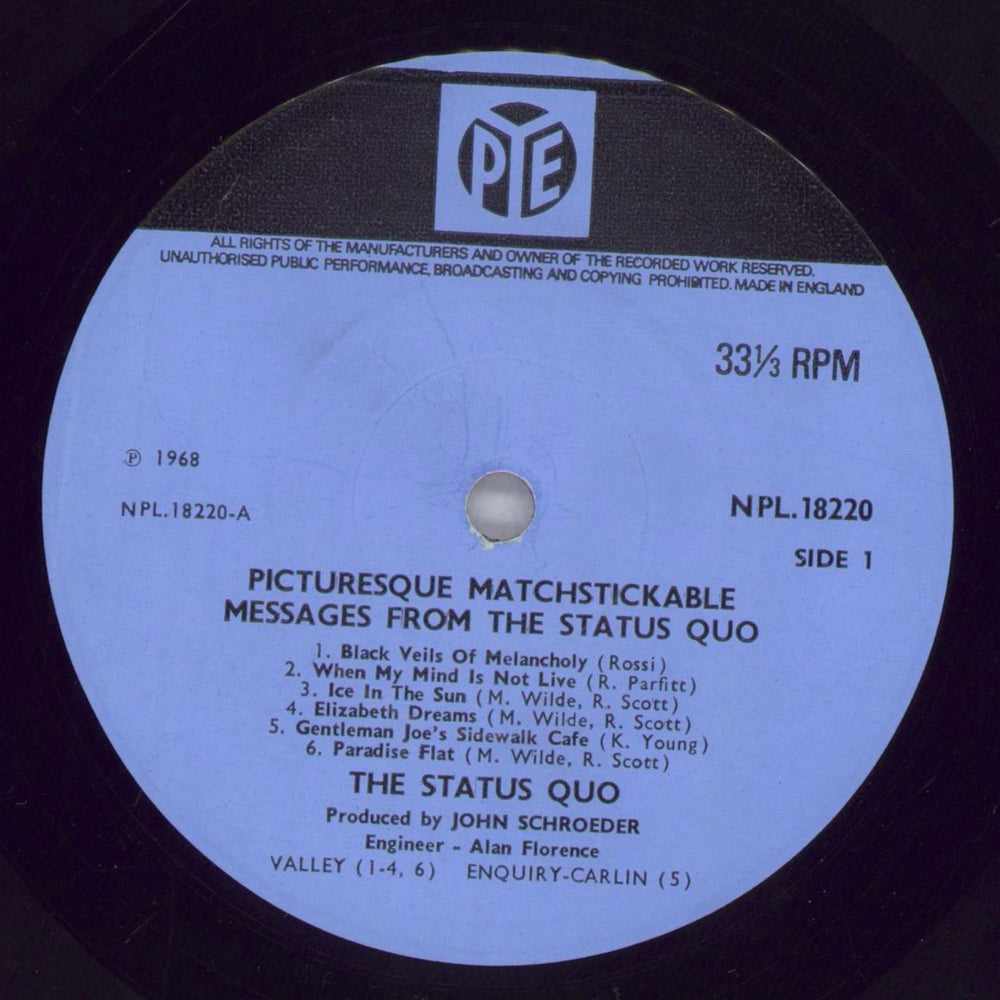 PYE
ALL RIGHTS OF THE MANUFACTURERS AND OWNER OF THE RECORDED WORK RESERVED.
UNAUTHORISED PUBLIC PERFORMANCE, BROADCASTING AND COPYING PROHIBITED. MADE IN ENGLAND
33⅓ RPM
℗ 1968
NPL.18220-A
NPL.18220
SIDE 1
PICTURESQUE MATCHSTICKABLE
MESSAGES FROM THE STATUS QUO
1. Black Veils Of Melancholy (Rossi)
2. When My Mind Is Not Live (R. Parfitt)
3. Ice In The Sun (M. Wilde, R. Scott)
4. Elizabeth Dreams (M. Wilde, R. Scott)
5. Gentleman Joe's Sidewalk Cafe (K. Young)
6. Paradise Flat (M. Wilde, R. Scott)
THE STATUS QUO
Produced by JOHN SCHROEDER
Engineer - Alan Florence
VALLEY (1-4, 6) ENQUIRY-CARLIN (5)